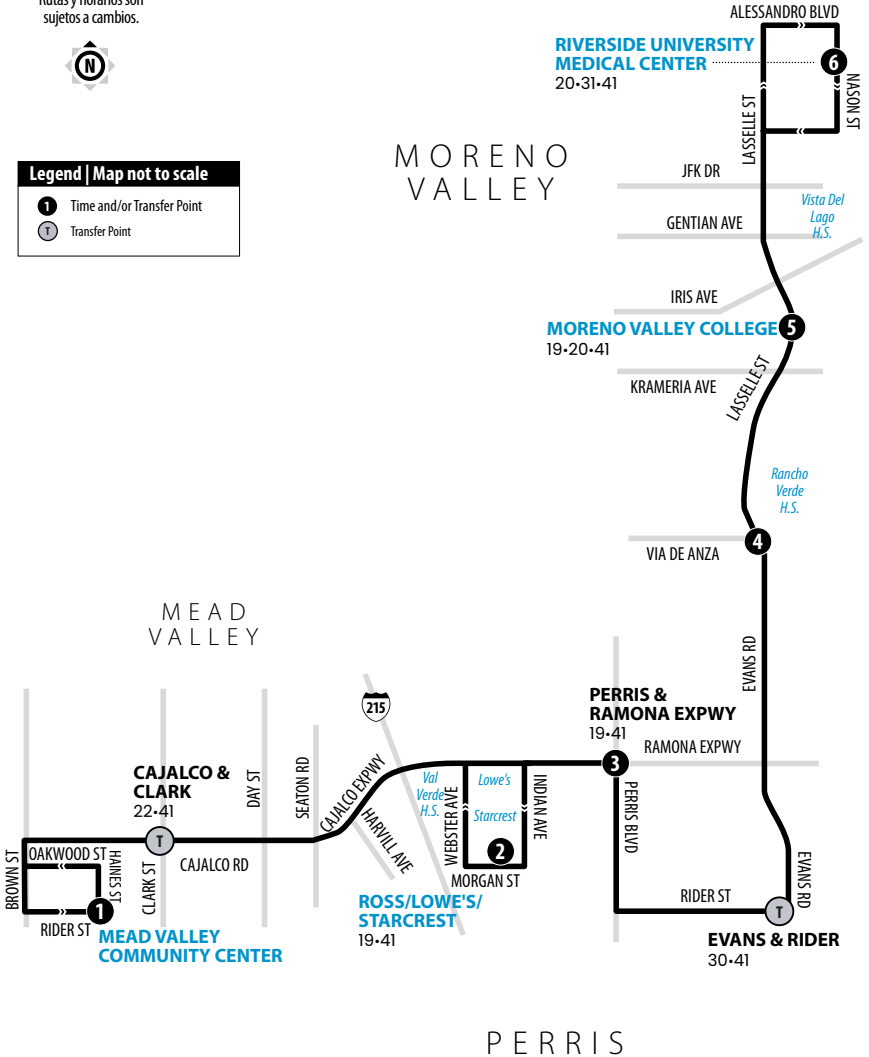 Rutas y horarios son
sujetos a cambios.
N
Legend | Map not to scale
1 Time and/or Transfer Point
T Transfer Point
ALESSANDRO BLVD
RIVERSIDE UNIVERSITY
MEDICAL CENTER
20•31•41
6
NASON ST
LASSELLE ST
MORENO
VALLEY
JFK DR
GENTIAN AVE
Vista Del
Lago
H.S.
IRIS AVE
MORENO VALLEY COLLEGE
19•20•41
5
KRAMERIA AVE
LASSELLE ST
Rancho
Verde
H.S.
4
VIA DE ANZA
MEAD
VALLEY
EVANS RD
215
PERRIS &
RAMONA EXPWY
19•41
RAMONA EXPWY
3
CAJALCO &
CLARK
22•41
DAY ST
SEATON RD
CAJALCO EXPWY
HARVILL AVE
Val
Verde
H.S.
WEBSTER AVE
Lowe's
Starcrest
INDIAN AVE
2
MORGAN ST
PERRIS BLVD
T
BROWN ST
OAKWOOD ST
HAINES ST
CLARK ST
CAJALCO RD
1
RIDER ST
MEAD VALLEY
COMMUNITY CENTER
ROSS/LOWE'S/
STARCREST
19•41
RIDER ST
EVANS RD
T
EVANS & RIDER
30•41
PERRIS